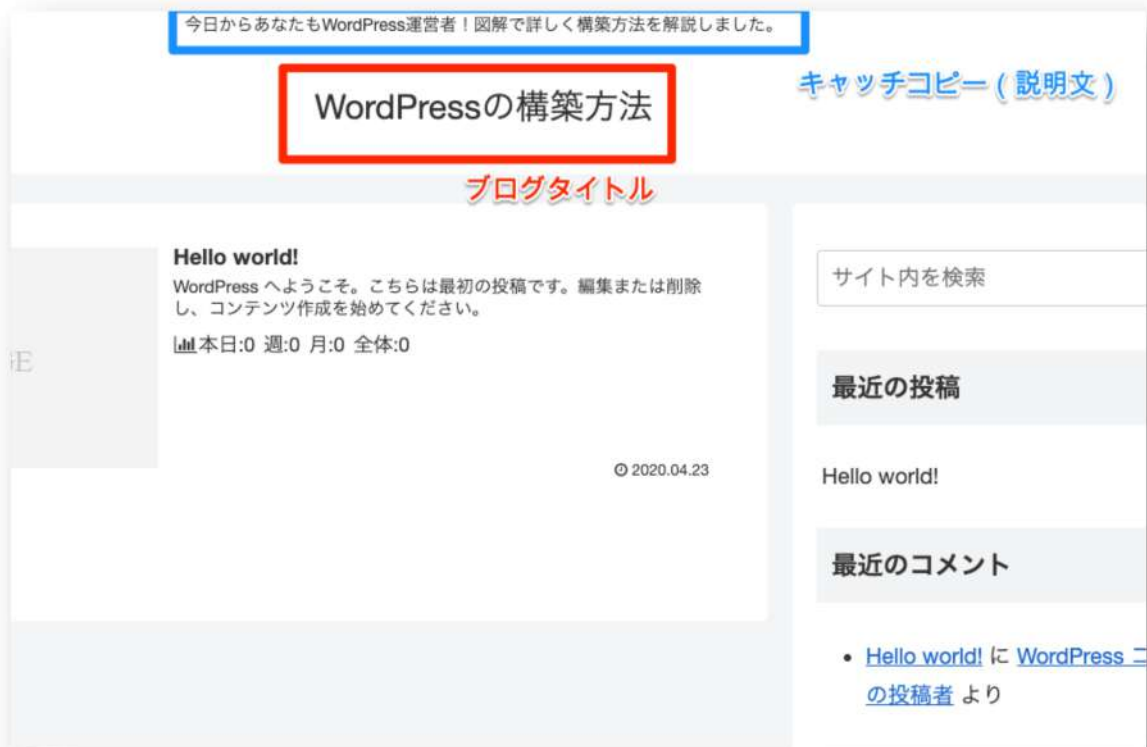 今日からあなたもWordPress運営者！図解で詳しく構築方法を解説しました。
キャッチコピー ( 説明文 )
WordPressの構築方法
ブログタイトル
Hello world!
WordPress へようこそ。こちらは最初の投稿です。編集または削除
し、コンテンツ作成を始めてください。
本日:0 週:0 月:0 全体:0
2020.04.23
サイト内を検索
最近の投稿
Hello world!
最近のコメント
Hello world! に WordPress コ
の投稿者 より